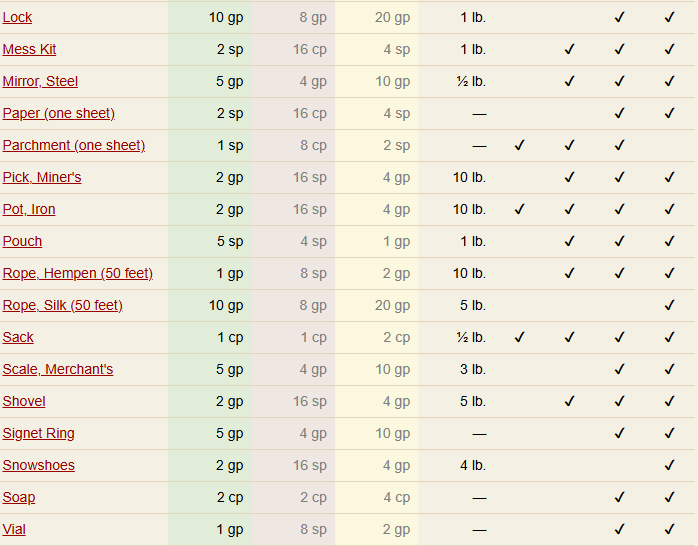 Lock 10 gp 8 gp 20 gp 1 lb. ✓ ✓
Mess Kit 2 sp 16 cp 4 sp 1 lb. ✓ ✓ ✓
Mirror, Steel 5 gp 4 gp 10 gp ½ lb. ✓ ✓ ✓
Paper (one sheet) 2 sp 16 cp 4 sp — ✓ ✓
Parchment (one sheet) 1 sp 8 cp 2 sp — ✓ ✓ ✓
Pick, Miner's 2 gp 16 sp 4 gp 10 lb. ✓ ✓ ✓
Pot, Iron 2 gp 16 sp 4 gp 10 lb. ✓ ✓ ✓ ✓
Pouch 5 sp 4 sp 1 gp 1 lb. ✓ ✓ ✓
Rope, Hempen (50 feet) 1 gp 8 sp 2 gp 10 lb. ✓ ✓ ✓
Rope, Silk (50 feet) 10 gp 8 gp 20 gp 5 lb. ✓
Sack 1 cp 1 cp 2 cp ½ lb. ✓ ✓ ✓ ✓
Scale, Merchant's 5 gp 4 gp 10 gp 3 lb. ✓ ✓
Shovel 2 gp 16 sp 4 gp 5 lb. ✓ ✓ ✓
Signet Ring 5 gp 4 gp 10 gp — ✓ ✓
Snowshoes 2 gp 16 sp 4 gp 4 lb. ✓
Soap 2 cp 2 cp 4 cp — ✓ ✓
Vial 1 gp 8 sp 2 gp — ✓ ✓